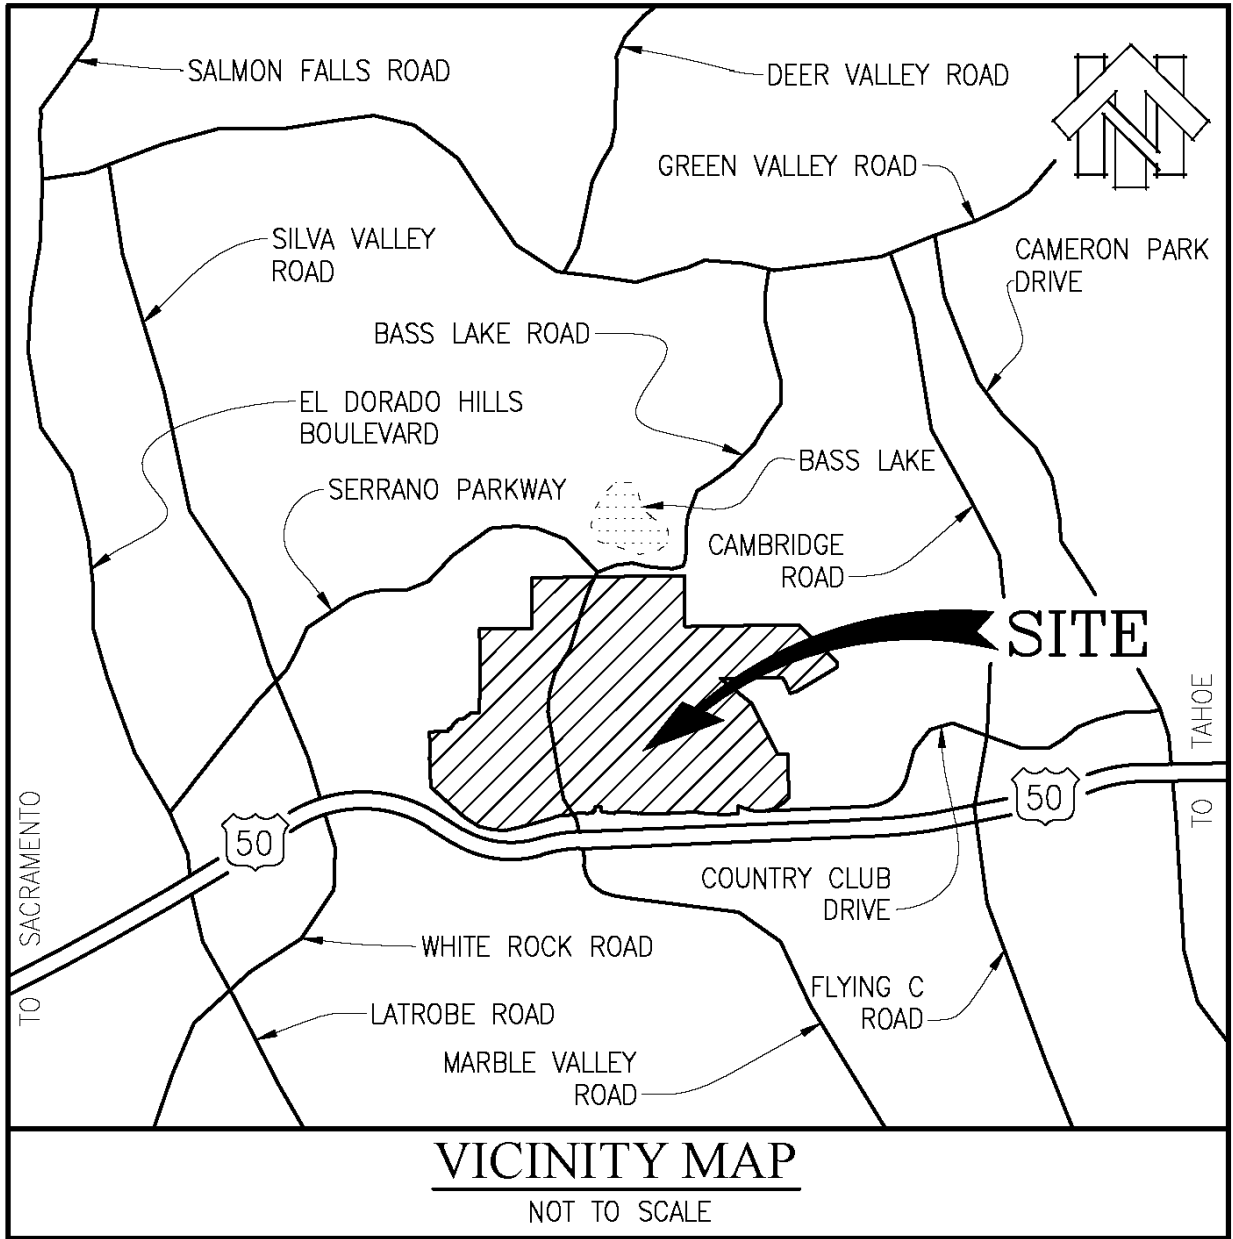 SALMON FALLS ROAD
DEER VALLEY ROAD
N
GREEN VALLEY ROAD
SILVA VALLEY
ROAD
CAMERON PARK
DRIVE
BASS LAKE ROAD
EL DORADO HILLS
BOULEVARD
BASS LAKE
SERRANO PARKWAY
CAMBRIDGE
ROAD
SITE
TO TAHOE
50
50
TO SACRAMENTO
COUNTRY CLUB
DRIVE
WHITE ROCK ROAD
FLYING C
ROAD
LATROBE ROAD
MARBLE VALLEY
ROAD
VICINITY MAP
NOT TO SCALE